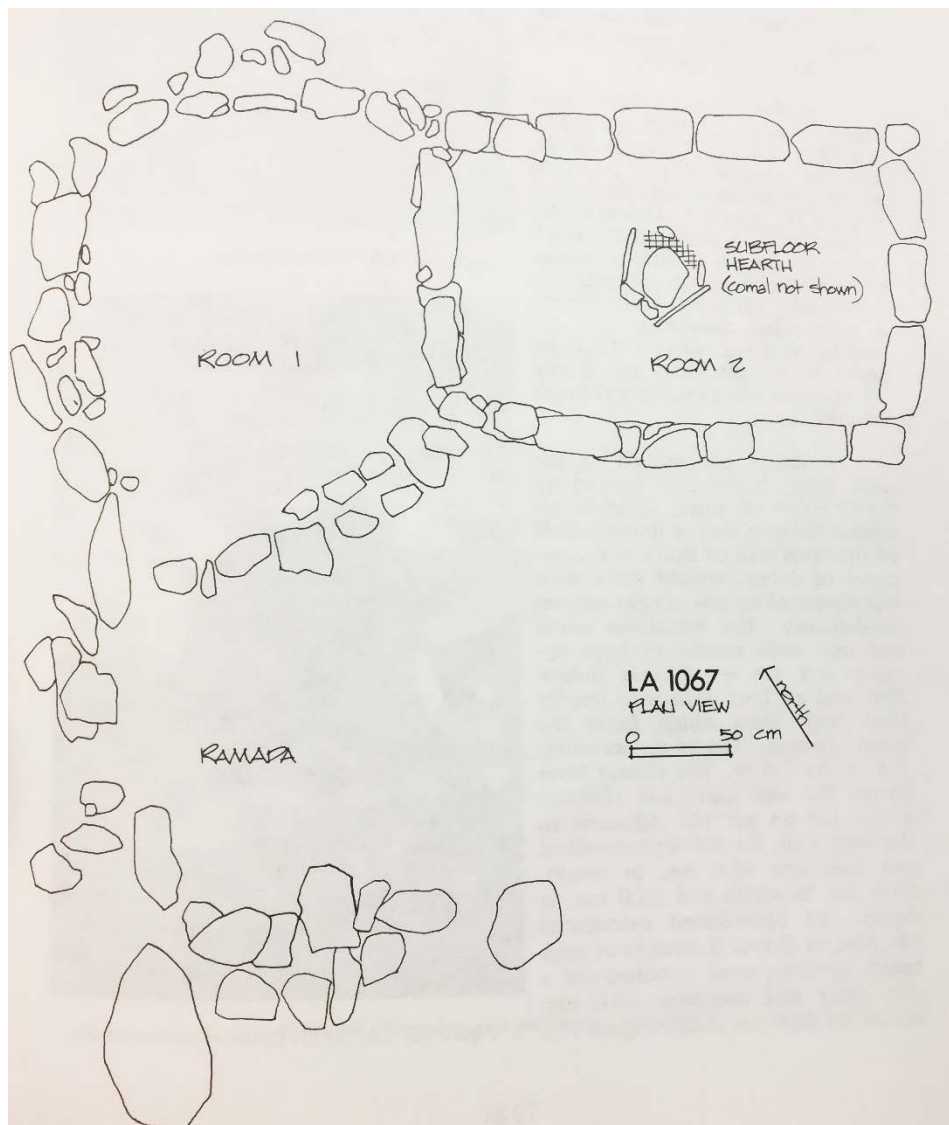 SUBFLOOR
HEARTH
(comal not shown)
ROOM 1
ROOM 2
LA 1067
PLAN VIEW
north
0 50 cm
RAMADA